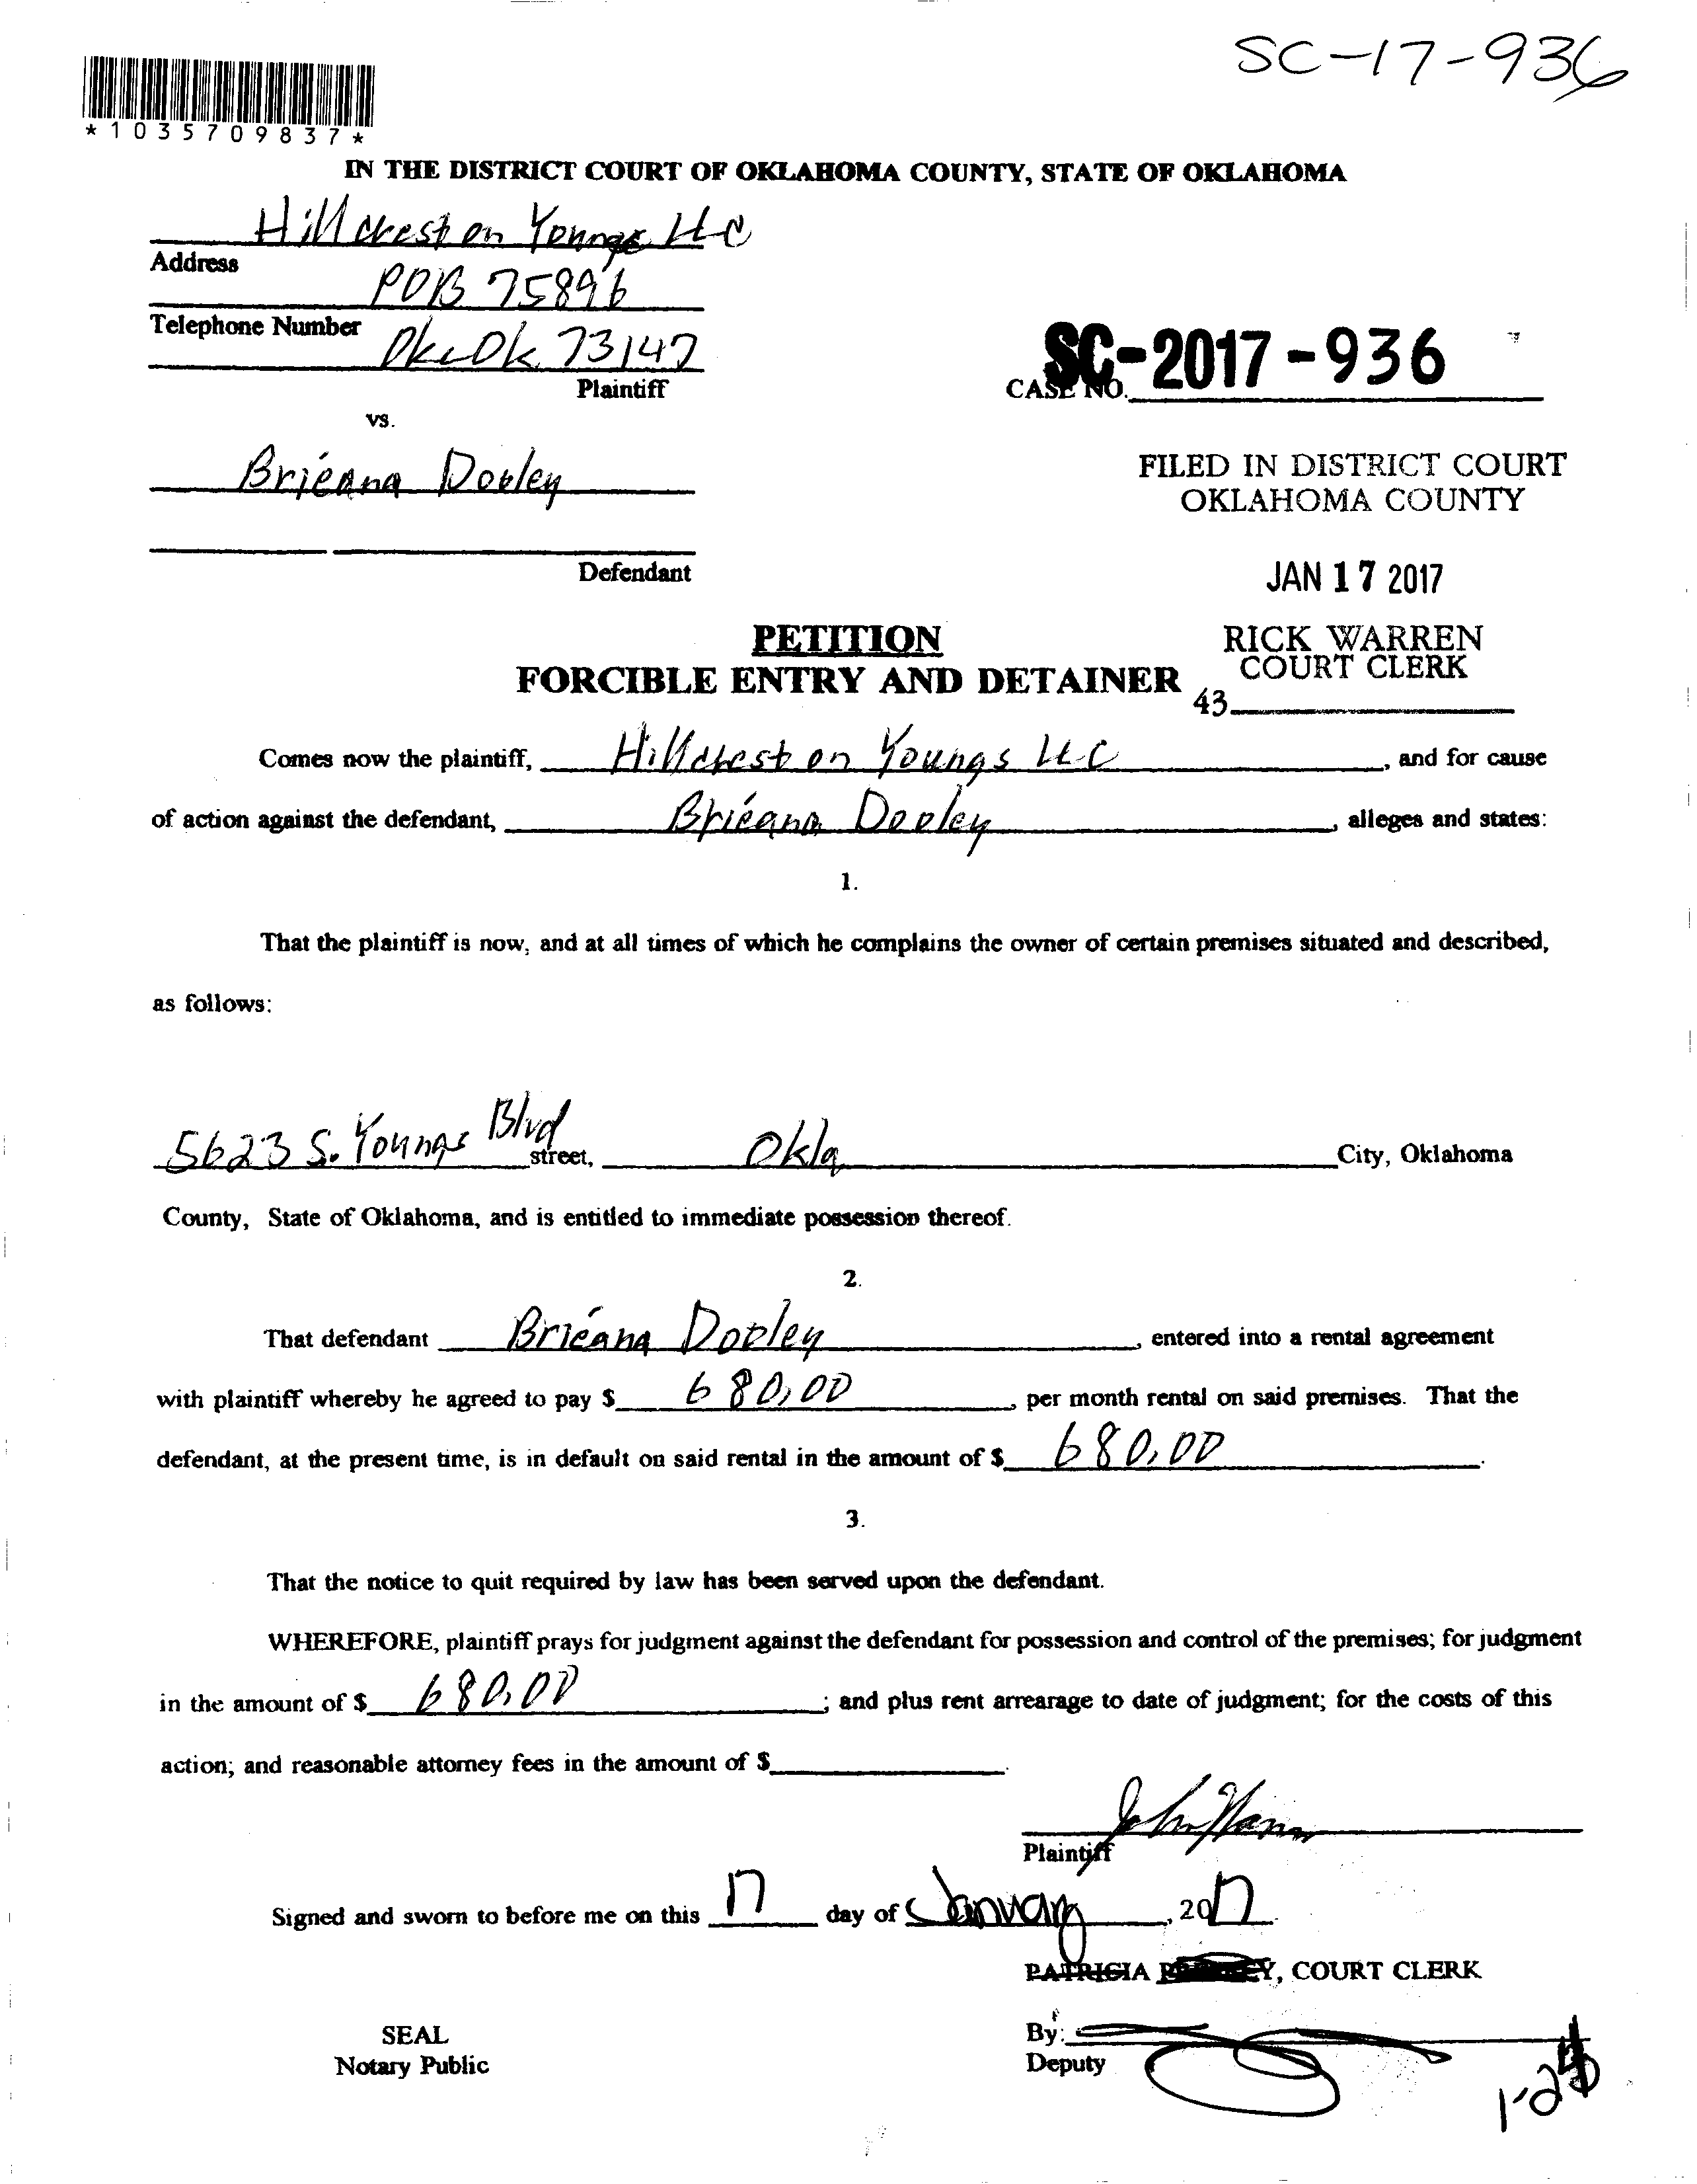 SC-17-936
*1035709837*
IN THE DISTRICT COURT OF OKLAHOMA COUNTY, STATE OF OKLAHOMA
Hillcrest on Youngs LLC
Address
POB 75896
Telephone Number
Okc Ok 73147
Plaintiff
CASE NO. SC-2017-936
vs.
Brieana Dooley
FILED IN DISTRICT COURT
OKLAHOMA COUNTY
Defendant
JAN 17 2017
PETITION
RICK WARREN
COURT CLERK
FORCIBLE ENTRY AND DETAINER
43
Comes now the plaintiff, Hillcrest on Youngs LLC, and for cause
of action against the defendant, Brieana Dooley, alleges and states:
1.
That the plaintiff is now, and at all times of which he complains the owner of certain premises situated and described,
as follows:
5623 S. Youngs Blvd street, Okla City, Oklahoma
County, State of Oklahoma, and is entitled to immediate possession thereof.
2.
That defendant Brieana Dooley, entered into a rental agreement
with plaintiff whereby he agreed to pay $ 680.00, per month rental on said premises. That the
defendant, at the present time, is in default on said rental in the amount of $ 680.00.
3.
That the notice to quit required by law has been served upon the defendant.
WHEREFORE, plaintiff prays for judgment against the defendant for possession and control of the premises; for judgment
in the amount of $ 680.00; and plus rent arrearage to date of judgment; for the costs of this
action; and reasonable attorney fees in the amount of $
Plaintiff
Signed and sworn to before me on this 17 day of January, 2017.
PATRICIA COURT CLERK
SEAL
By:
Notary Public
Deputy